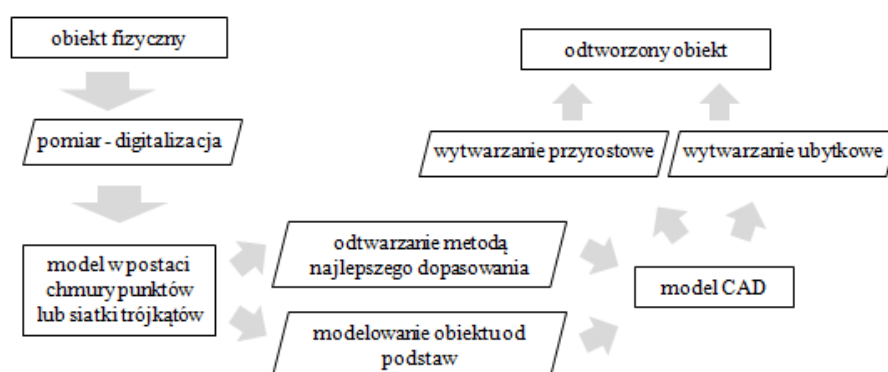 obiekt fizyczny
pomiar - digitalizacja
model w postaci
chmury punktów
lub siatki trójkątów
odtwarzanie metodą
najlepszego dopasowania
modelowanie obiektu od
podstaw
model CAD
wytwarzanie przyrostowe
wytwarzanie ubytkowe
odtworzony obiekt